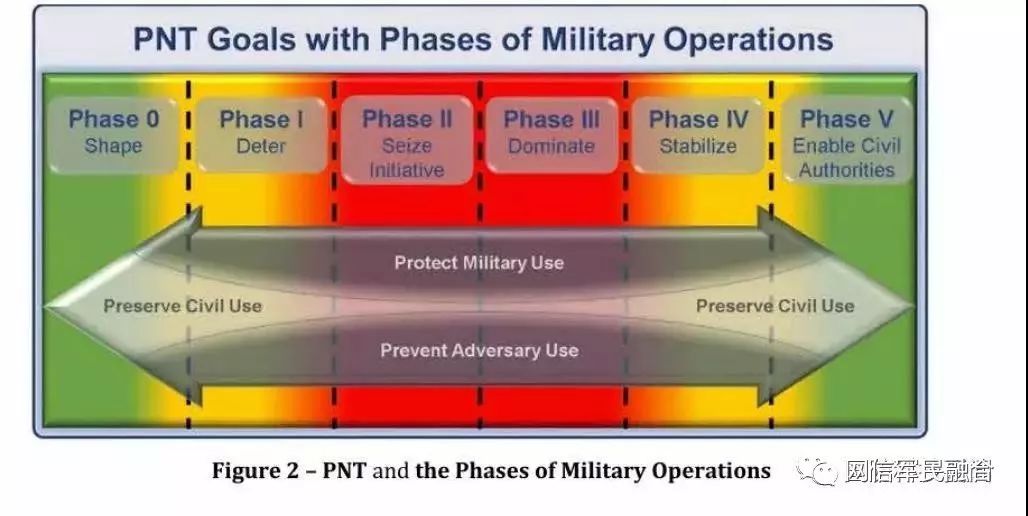 PNT Goals with Phases of Military Operations
Phase 0
Shape
Phase I
Deter
Phase II
Seize
Initiative
Phase III
Dominate
Phase IV
Stabilize
Phase V
Enable Civil
Authorities
Protect Military Use
Preserve Civil Use
Preserve Civil Use
Prevent Adversary Use
Figure 2 – PNT and the Phases of Military Operations
网信军民融合